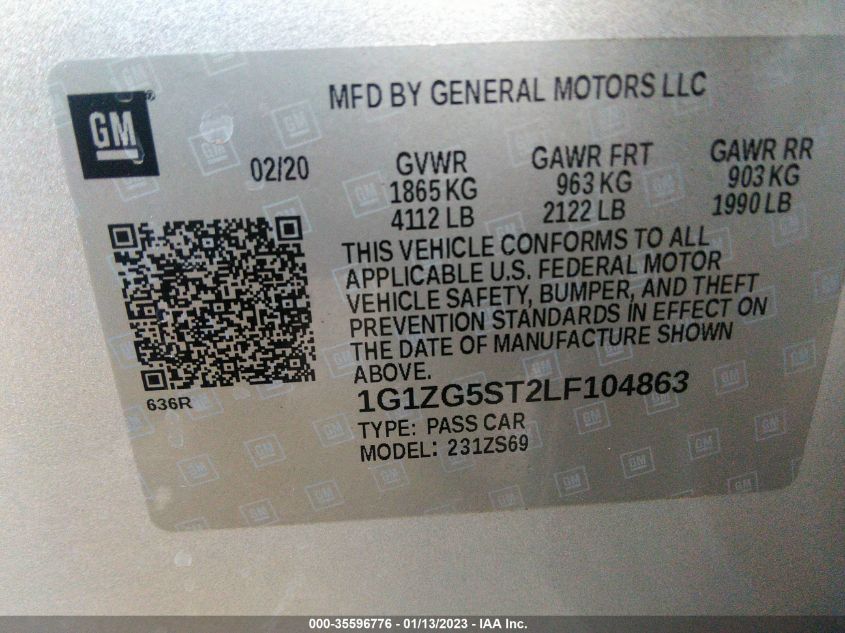 MFD BY GENERAL MOTORS LLC
GM
02/20
GVWR GAWR FRT GAWR RR
1865 KG 963 KG 903 KG
4112 LB 2122 LB 1990 LB
THIS VEHICLE CONFORMS TO ALL
APPLICABLE U.S. FEDERAL MOTOR
VEHICLE SAFETY, BUMPER, AND THEFT
PREVENTION STANDARDS IN EFFECT ON
THE DATE OF MANUFACTURE SHOWN
ABOVE.
636R
1G1ZG5ST2LF104863
TYPE: PASS CAR
MODEL: 231ZS69
000-35596776 - 01/13/2023 - IAA Inc.